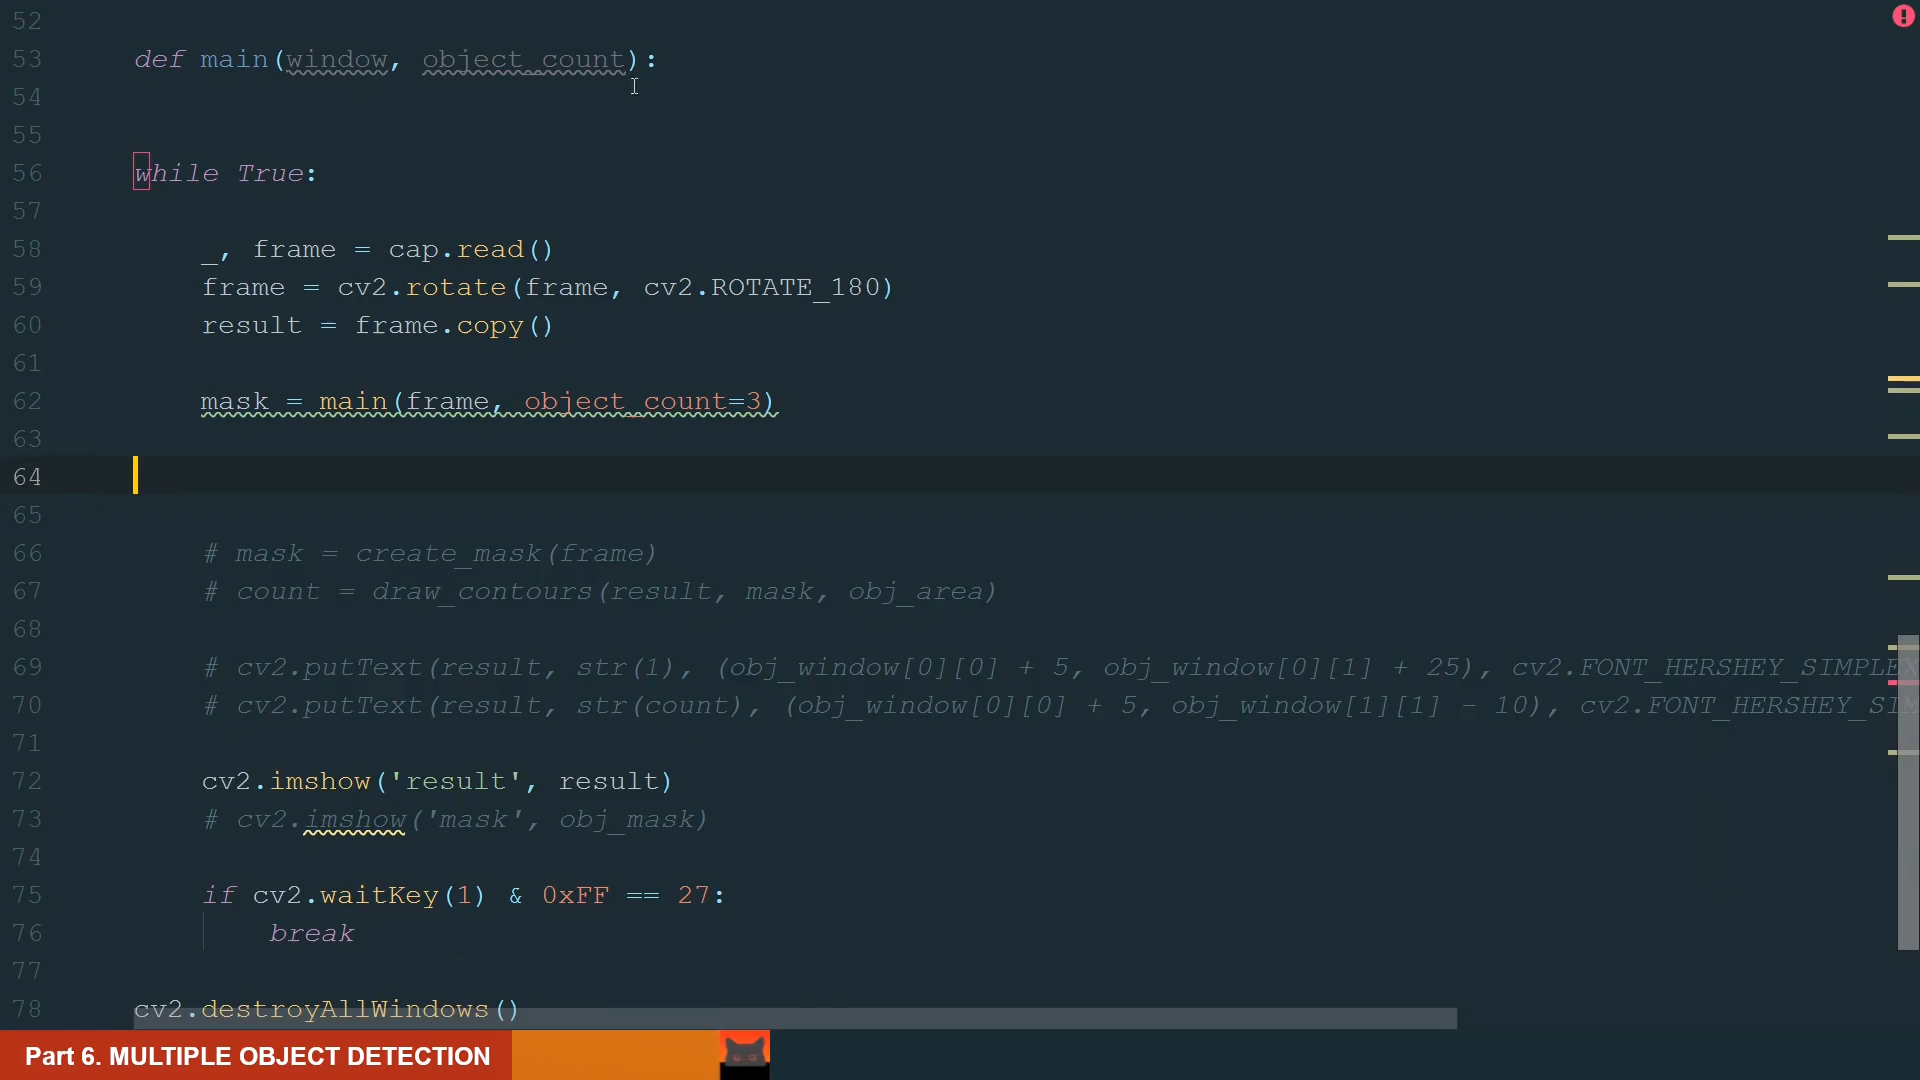 52
53 def main(window, object_count):
54
55
56 while True:
57
58 _, frame = cap.read()
59 frame = cv2.rotate(frame, cv2.ROTATE_180)
60 result = frame.copy()
61
62 mask = main(frame, object_count=3)
63
64
65
66 # mask = create_mask(frame)
67 # count = draw_contours(result, mask, obj_area)
68
69 # cv2.putText(result, str(1), (obj_window[0][0] + 5, obj_window[0][1] + 25), cv2.FONT_HERSHEY_SIMPLEX
70 # cv2.putText(result, str(count), (obj_window[0][0] + 5, obj_window[1][1] - 10), cv2.FONT_HERSHEY_SIM
71
72 cv2.imshow('result', result)
73 # cv2.imshow('mask', obj_mask)
74
75 if cv2.waitKey(1) & 0xFF == 27:
76 break
77
78 cv2.destroyAllWindows()
Part 6. MULTIPLE OBJECT DETECTION